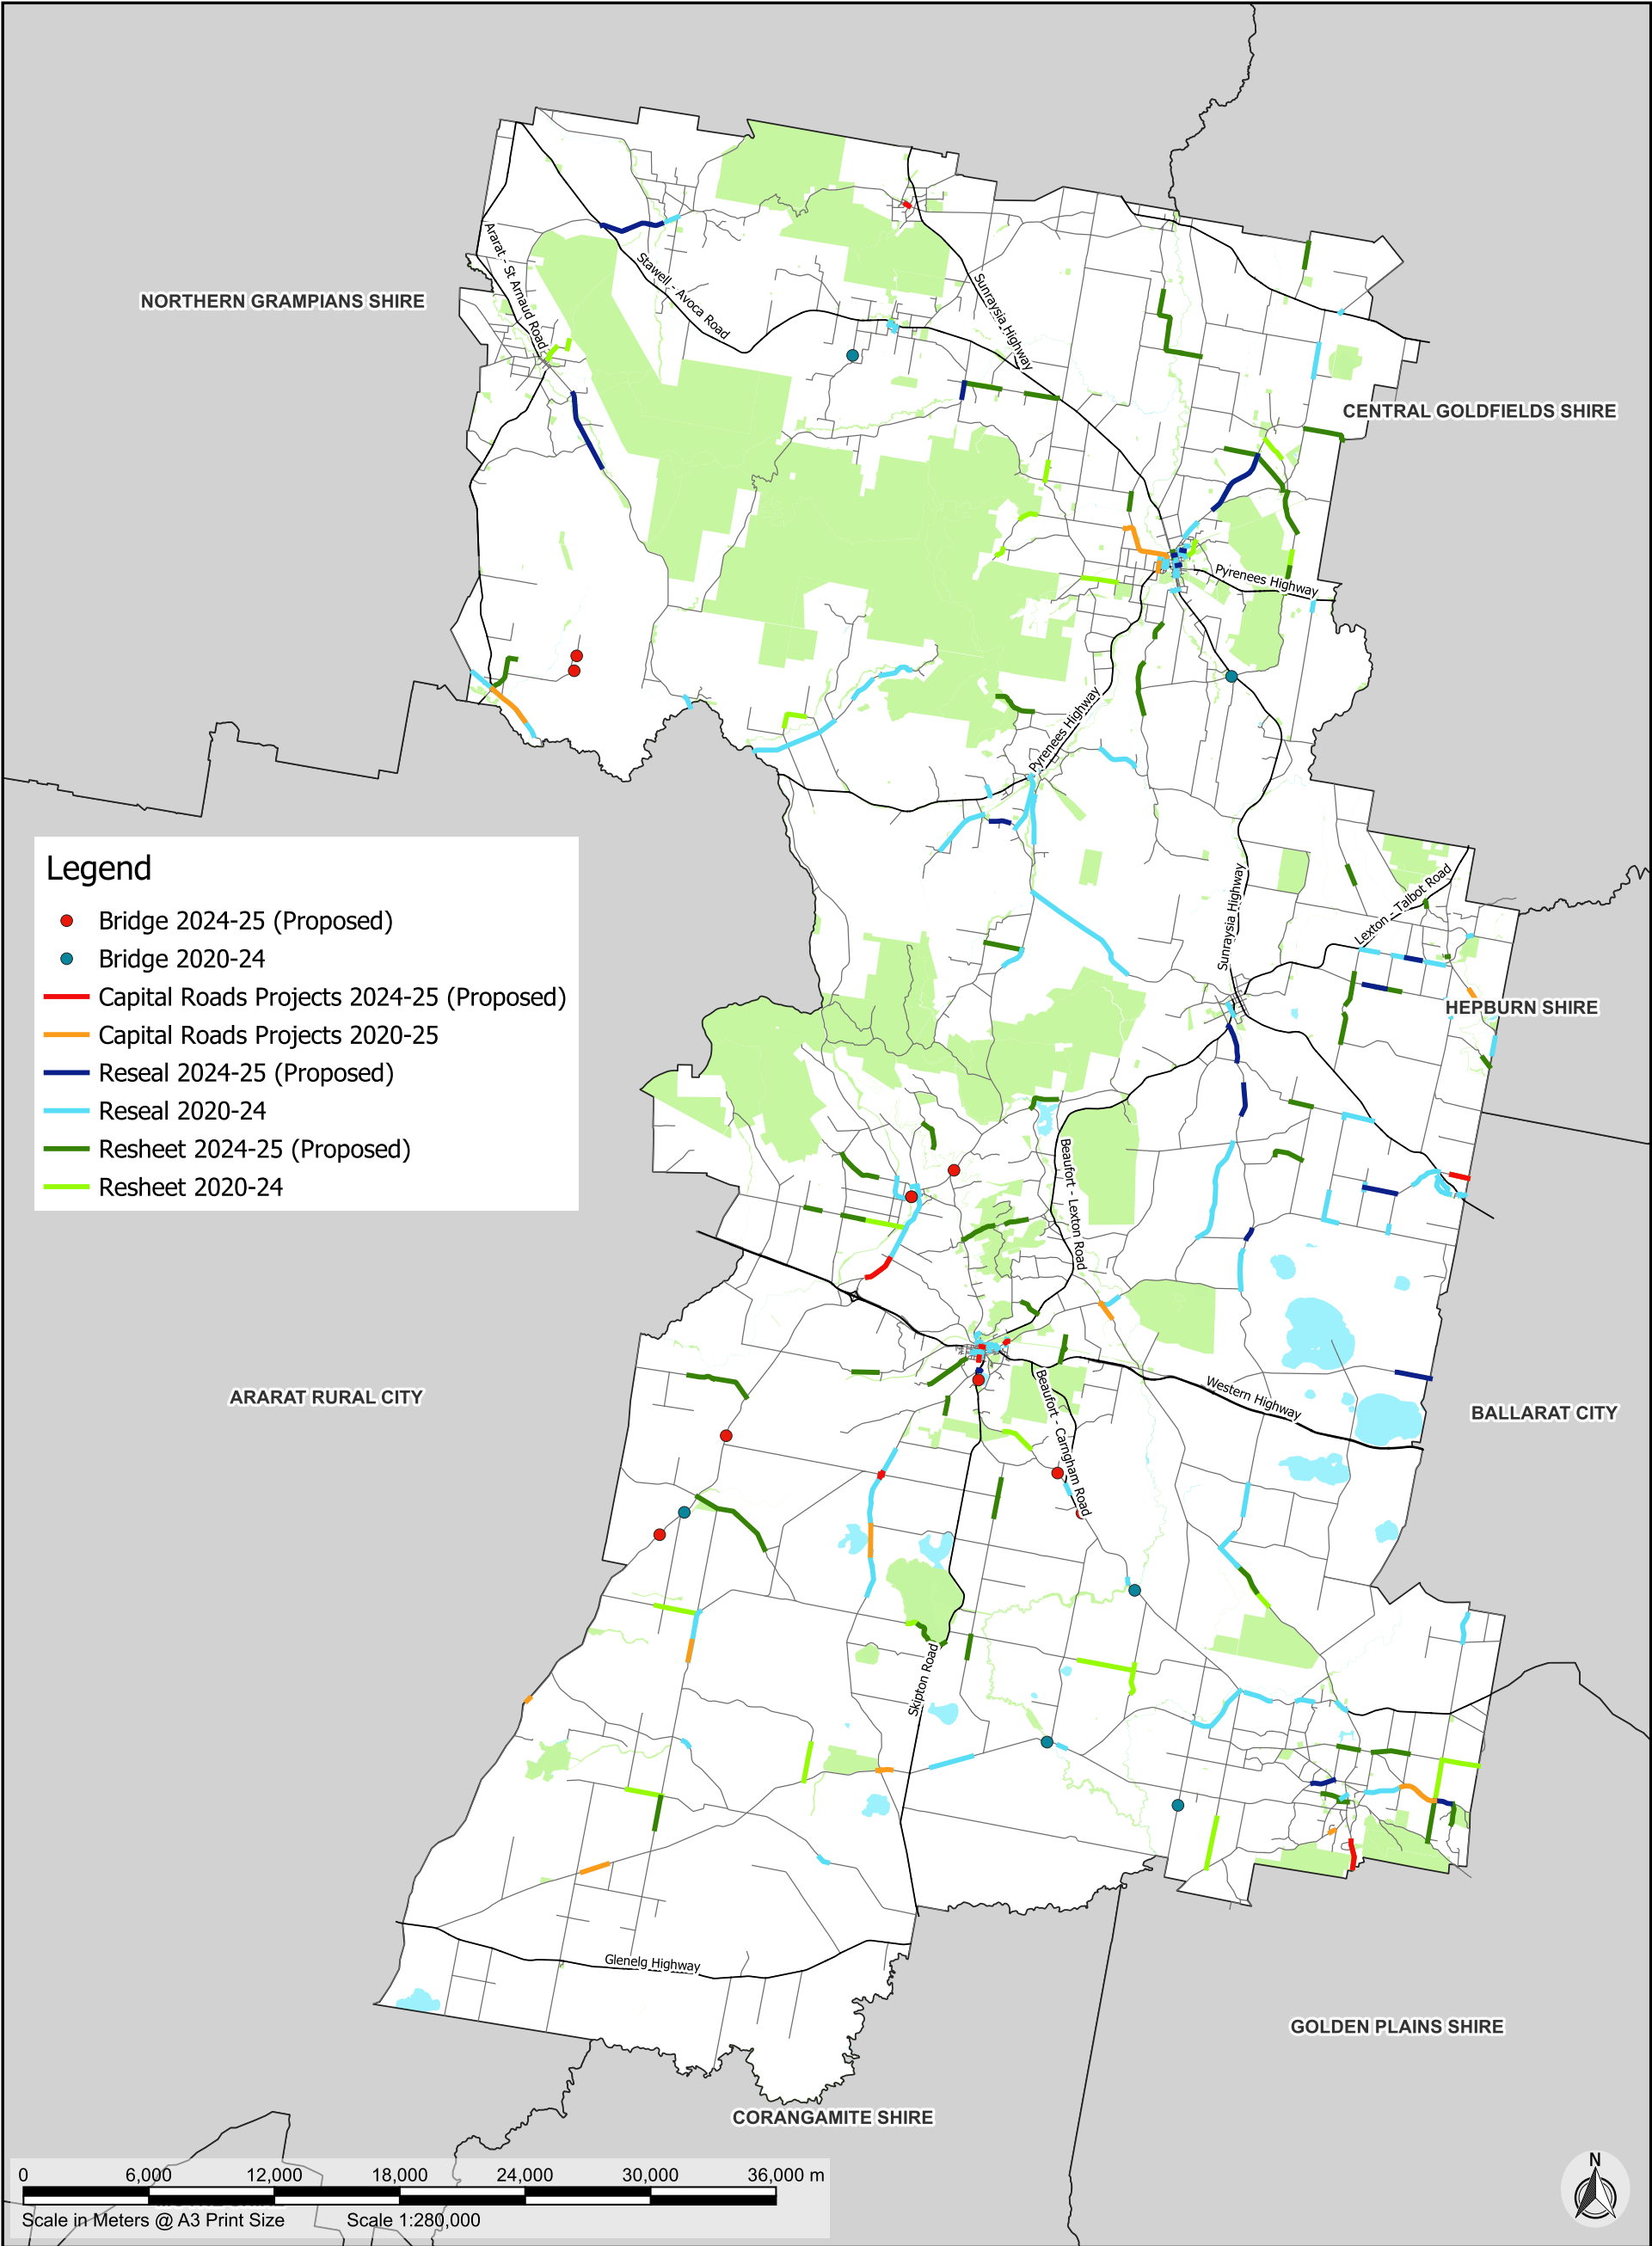 NORTHERN GRAMPIANS SHIRE
Ararat - St Arnaud Road
Stawell - Avoca Road
Sunraysia Highway
CENTRAL GOLDFIELDS SHIRE
Pyrenees Highway
Pyrenees Highway
Sunraysia Highway
Lexton - Talbot Road
HEPBURN SHIRE
Legend
Bridge 2024-25 (Proposed)
Bridge 2020-24
Capital Roads Projects 2024-25 (Proposed)
Capital Roads Projects 2020-25
Reseal 2024-25 (Proposed)
Reseal 2020-24
Resheet 2024-25 (Proposed)
Resheet 2020-24
Beaufort - Lexton Road
ARARAT RURAL CITY
Western Highway
BALLARAT CITY
Beaufort - Carngham Road
Skipton Road
Glenelg Highway
GOLDEN PLAINS SHIRE
CORANGAMITE SHIRE
0 6,000 12,000 18,000 24,000 30,000 36,000 m
Scale in Meters @ A3 Print Size Scale 1:280,000
N